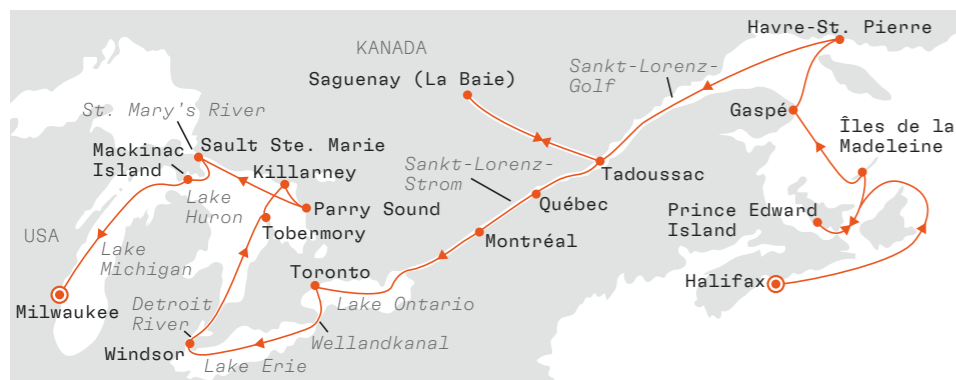 Havre-St. Pierre
KANADA
Saguenay (La Baie)
Sankt-Lorenz-
Golf
St. Mary's River
Gaspé
Îles de la
Madeleine
Sault Ste. Marie
Mackinac
Island
Killarney
Sankt-Lorenz-
Strom
Tadoussac
Lake
Huron
Parry Sound
Québec
Prince Edward
Island
Tobermory
USA
Montréal
Lake
Michigan
Toronto
Halifax
Milwaukee
Detroit
River
Lake Ontario
Wellandkanal
Windsor
Lake Erie